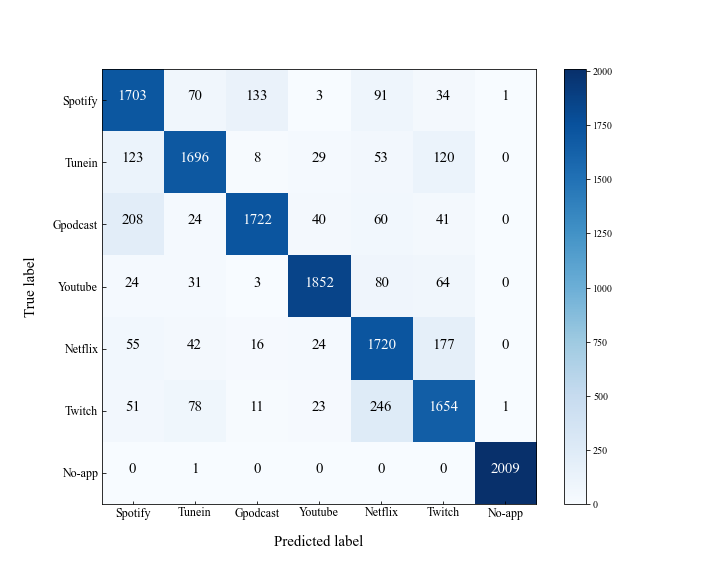 Spotify 1703 70 133 3 91 34 1
Tunein 123 1696 8 29 53 120 0
Gpodcast 208 24 1722 40 60 41 0
Youtube 24 31 3 1852 80 64 0
Netflix 55 42 16 24 1720 177 0
Twitch 51 78 11 23 246 1654 1
No-app 0 1 0 0 0 0 2009
Spotify Tunein Gpodcast Youtube Netflix Twitch No-app
Predicted label
True label
2000
1750
1500
1250
1000
750
500
250
0